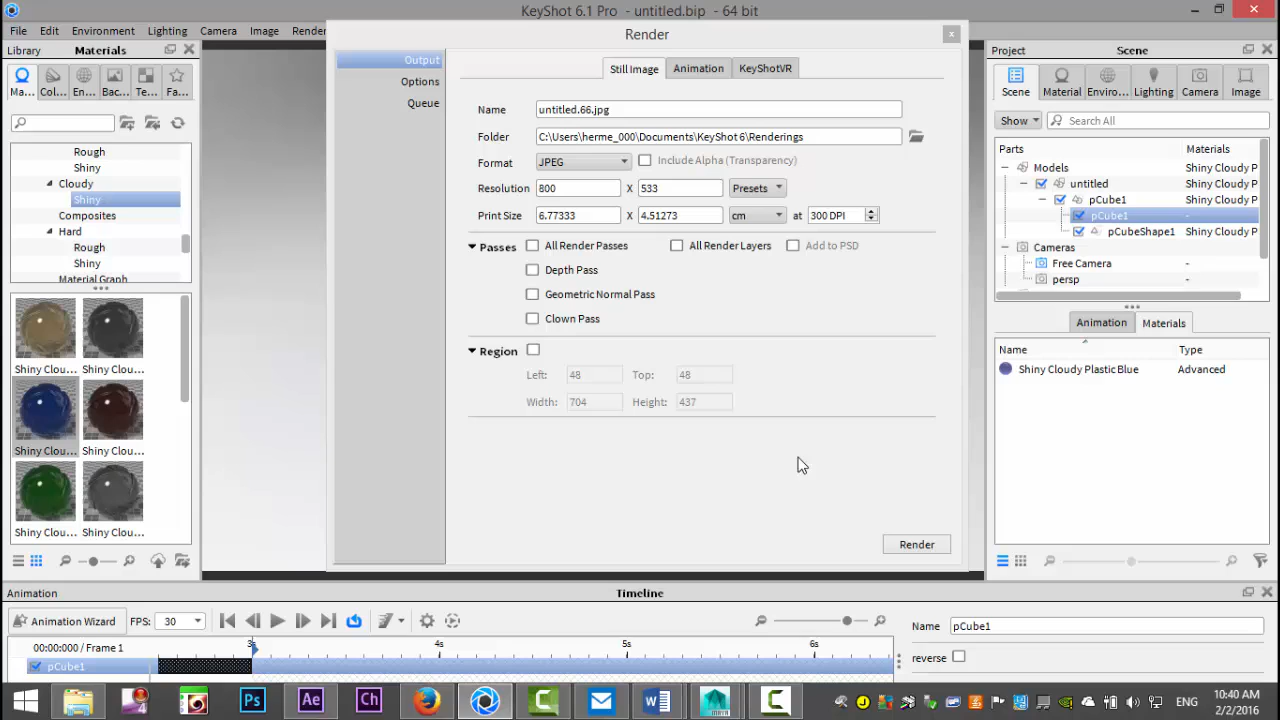 KeyShot 6.1 Pro - untitled.bip - 64 bit
File Edit Environment Lighting Camera Image Render
Render
Library Materials
Project Scene
Ma... Col... En... Bac... Te... Fa...
Output
Options
Queue
Still Image Animation KeyShotVR
Scene Material Enviro... Lighting Camera Image
Name untitled.66.jpg
Folder C:\Users\herme_000\Documents\KeyShot 6\Renderings
Format JPEG Include Alpha (Transparency)
Resolution 800 X 533 Presets
Print Size 6.77333 X 4.51273 cm at 300 DPI
Passes All Render Passes All Render Layers Add to PSD
Depth Pass
Geometric Normal Pass
Clown Pass
Region
Left: 48 Top: 48
Width: 704 Height: 437
Render
Rough
Shiny
Cloudy
Shiny
Composites
Hard
Rough
Shiny
Material Graph
Shiny Clo... Shiny Clo...
Shiny Clou... Shiny Clou...
Shiny Clou... Shiny Clou...
Show Search All
Parts Materials
Models Shiny Cloudy P
untitled Shiny Cloudy P
pCube1 Shiny Cloudy P
pCube1 -
pCubeShape1 Shiny Cloudy P
Cameras -
Free Camera -
persp -
Animation Materials
Name Type
Shiny Cloudy Plastic Blue Advanced
Animation Timeline
Animation Wizard FPS: 30
00:00:000 / Frame 1 3s 4s 5s 6s
pCube1
Name pCube1
reverse
Ps Ae Ch
ENG
10:40 AM
2/2/2016